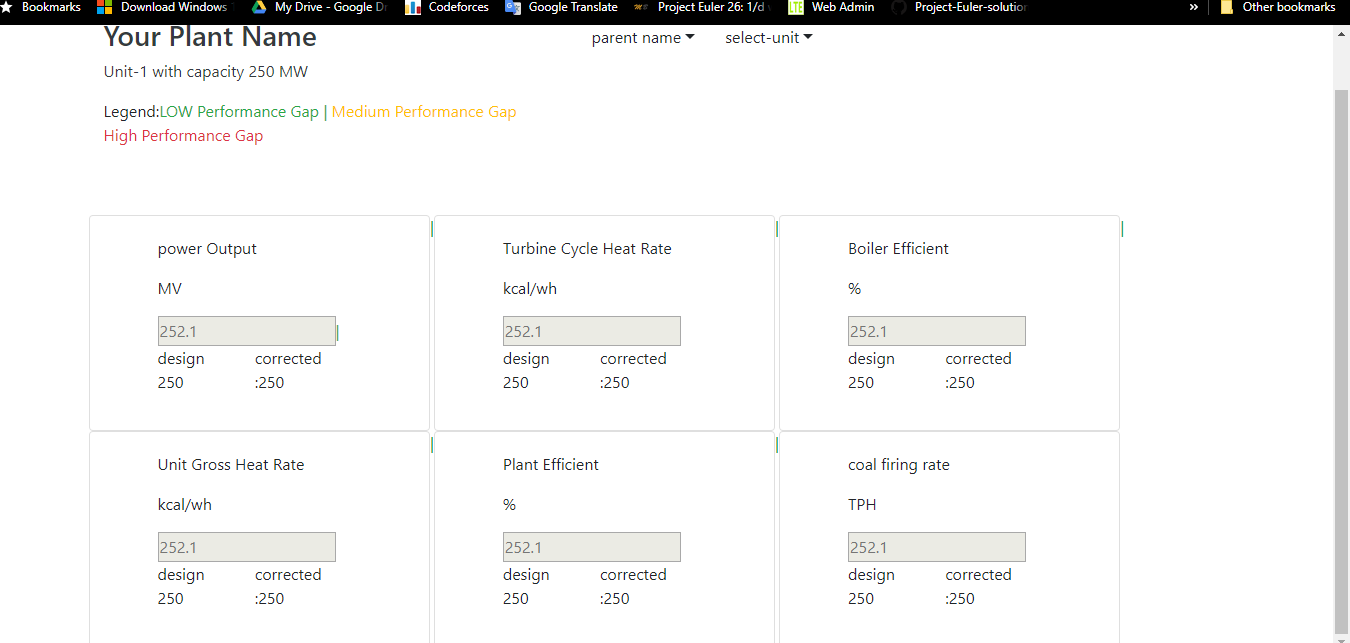 Bookmarks Download Windows My Drive - Google Dr Codeforces Google Translate Project Euler 26: 1/d Web Admin Project-Euler-solution » Other bookmarks
Your Plant Name parent name select-unit
Unit-1 with capacity 250 MW
Legend:LOW Performance Gap | Medium Performance Gap
High Performance Gap
power Output Turbine Cycle Heat Rate Boiler Efficient
MV kcal/wh %
252.1 | 252.1 252.1
design corrected design corrected design corrected
250 :250 250 :250 250 :250
Unit Gross Heat Rate Plant Efficient coal firing rate
kcal/wh % TPH
252.1 252.1 252.1
design corrected design corrected design corrected
250 :250 250 :250 250 :250